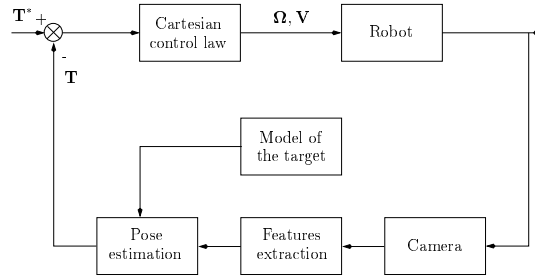 T* +
Cartesian
control law
Ω, V
Robot
-
T
Model of
the target
Pose
estimation
Features
extraction
Camera